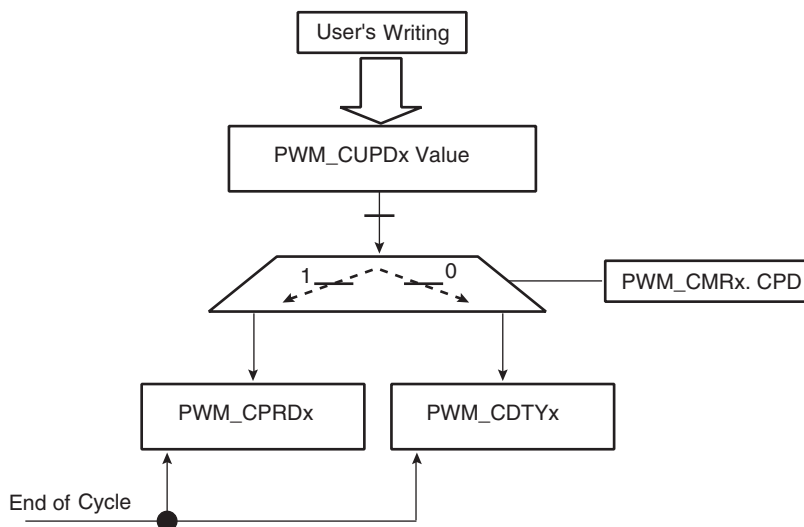 User's Writing
PWM_CUPDx Value
1
0
PWM_CMRx. CPD
PWM_CPRDx
PWM_CDTYx
End of Cycle